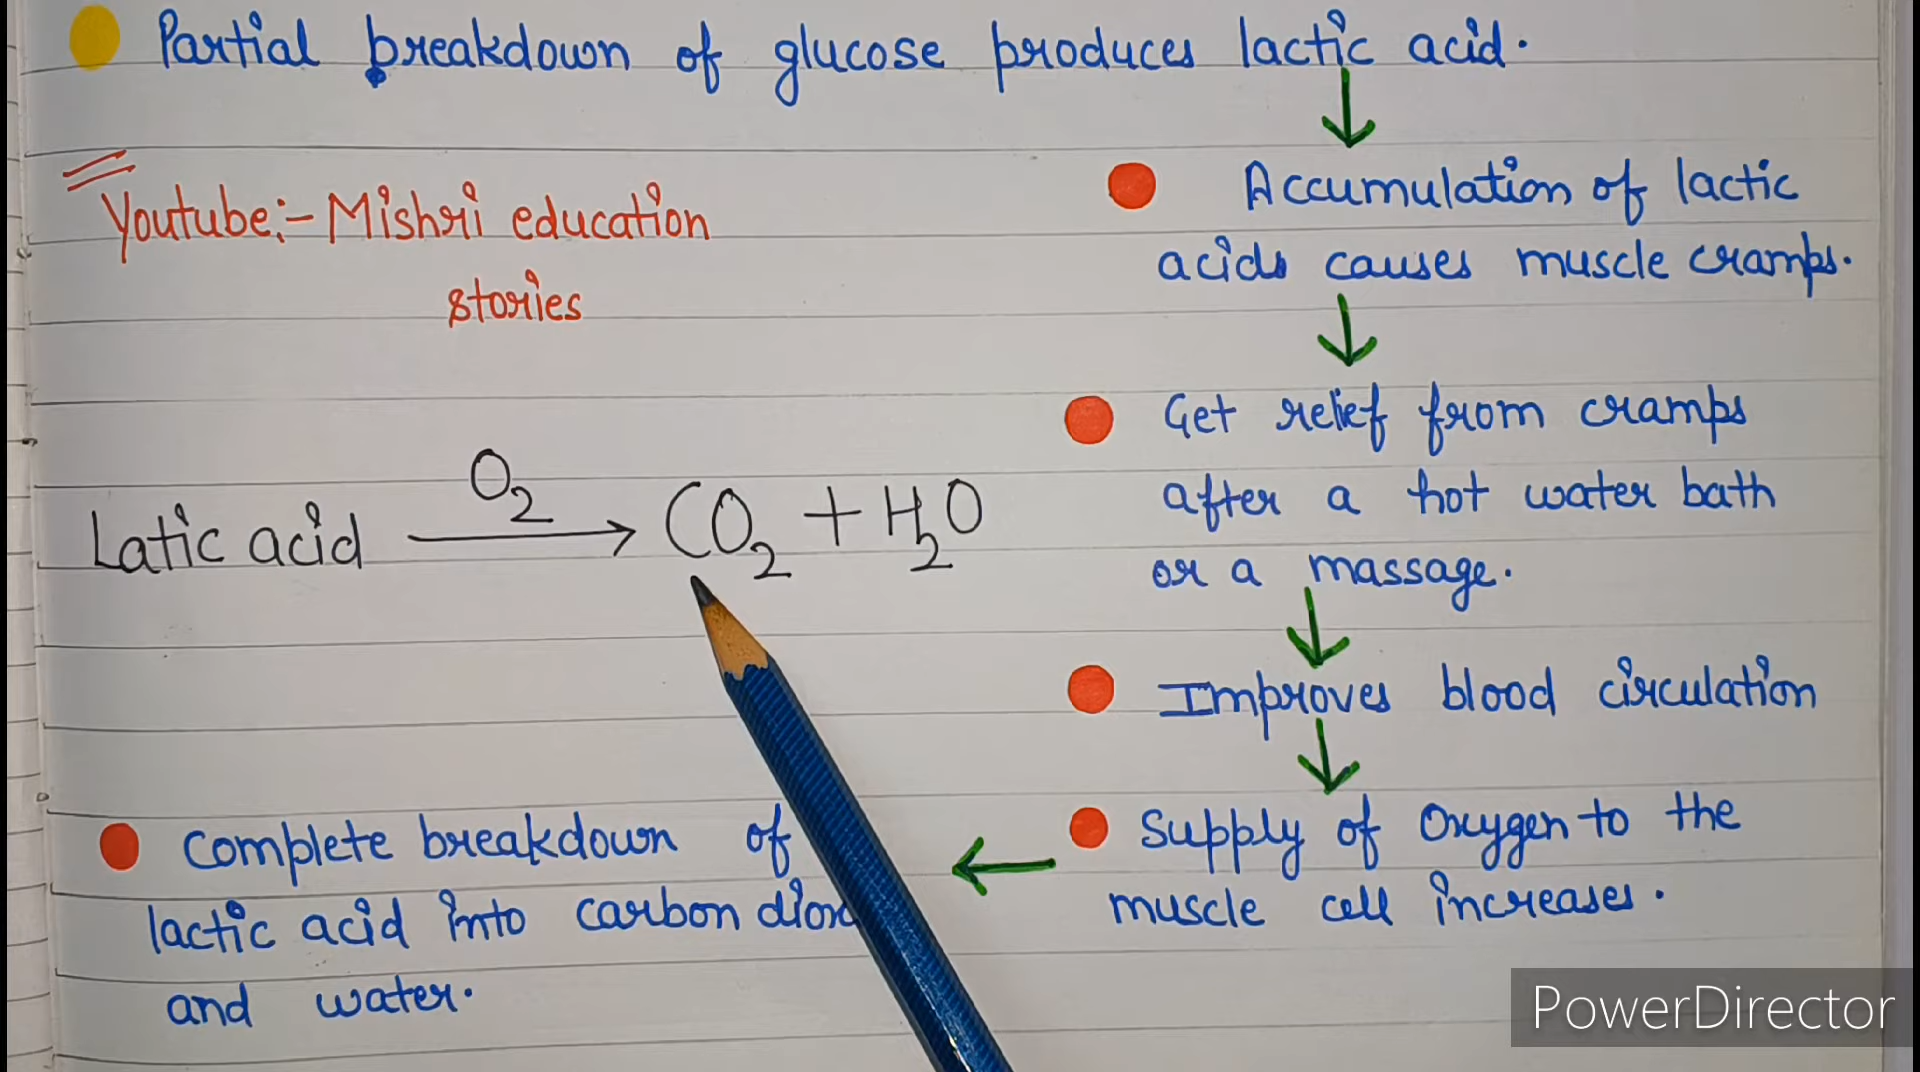 Partial breakdown of glucose produces lactic acid.
Youtube:- Mishri education
stories
Accumulation of lactic
acids causes muscle cramps.
Get relief from cramps
after a hot water bath
or a massage.
Improves blood circulation
Supply of Oxygen to the
muscle cell increases.
Latic acid O2 → CO2 + H2O
Complete breakdown of
lactic acid into carbon
and water.
PowerDirector